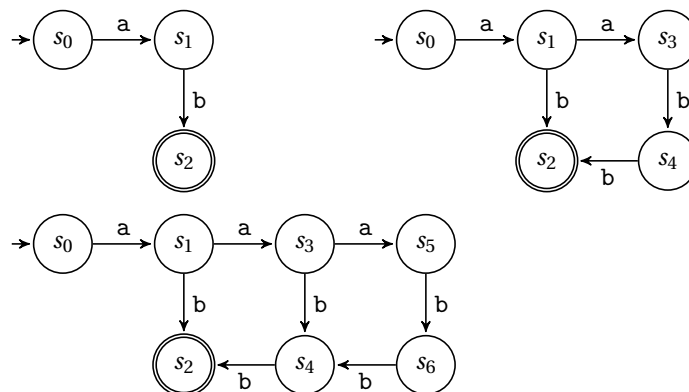 a a a
s0 s1 s0 s1 s3
b b b
s2 s2 s4
b
a a a
s0 s1 s3 s5
b b b
s2 s4 s6
b b